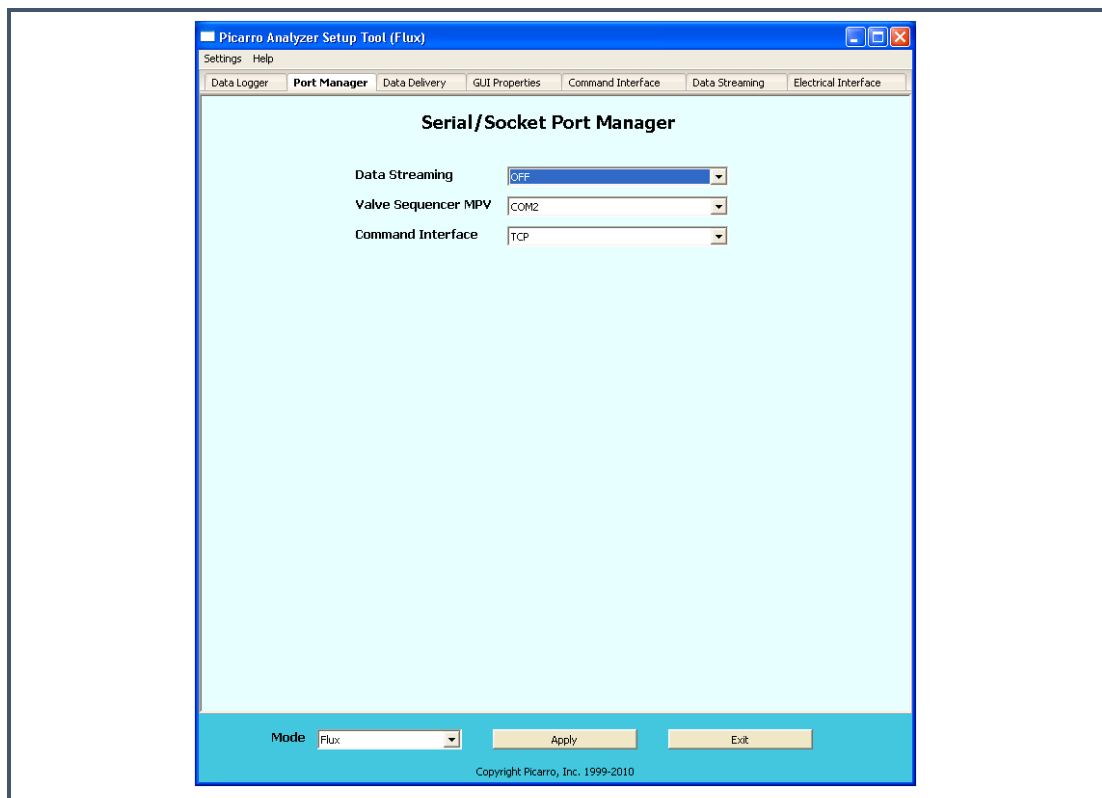 Picarro Analyzer Setup Tool (Flux)
Settings Help
Data Logger Port Manager Data Delivery GUI Properties Command Interface Data Streaming Electrical Interface
Serial/Socket Port Manager
Data Streaming OFF
Valve Sequencer MPV COM2
Command Interface TCP
Mode Flux Apply Exit
Copyright Picarro, Inc. 1999-2010